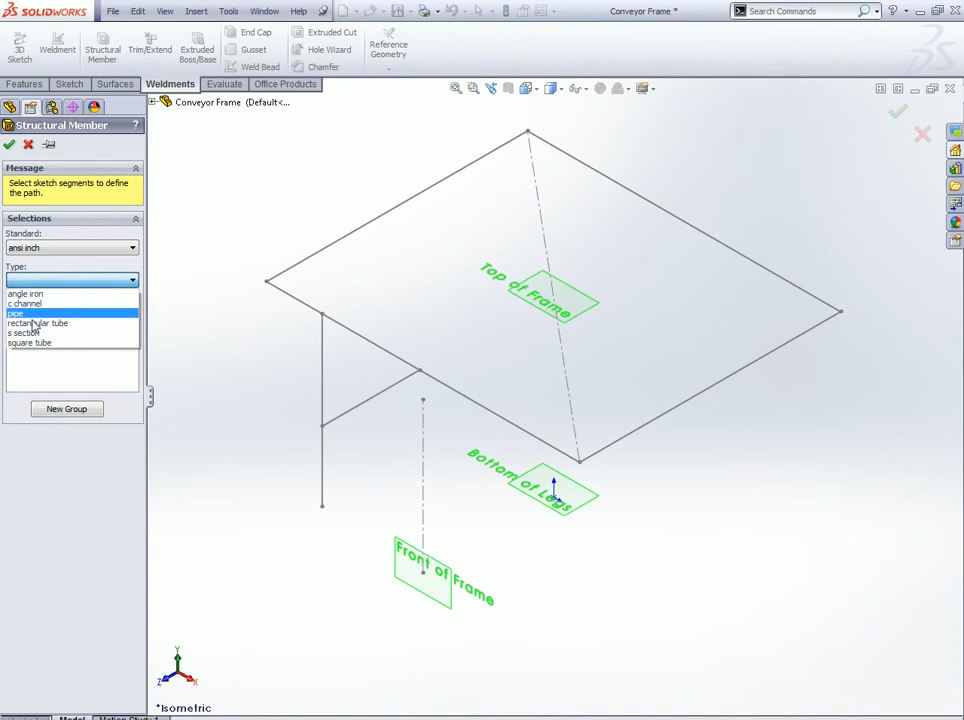 SOLIDWORKS
File Edit View Insert Tools Window Help
Conveyor Frame *
Search Commands
3D Sketch
Weldment
Structural Member
Trim/Extend
Extruded Boss/Base
End Cap
Gusset
Weld Bead
Extruded Cut
Hole Wizard
Chamfer
Reference Geometry
Features Sketch Surfaces Weldments Evaluate Office Products
Conveyor Frame (Default<...
Structural Member ?
Message
Select sketch segments to define
the path.
Selections
Standard:
ansi inch
Type:
angle iron
c channel
pipe
rectangular tube
s section
square tube
New Group
Top of Frame
Bottom of Legs
Front of Frame
Y
Z
X
*Isometric
Model Motion Study 1